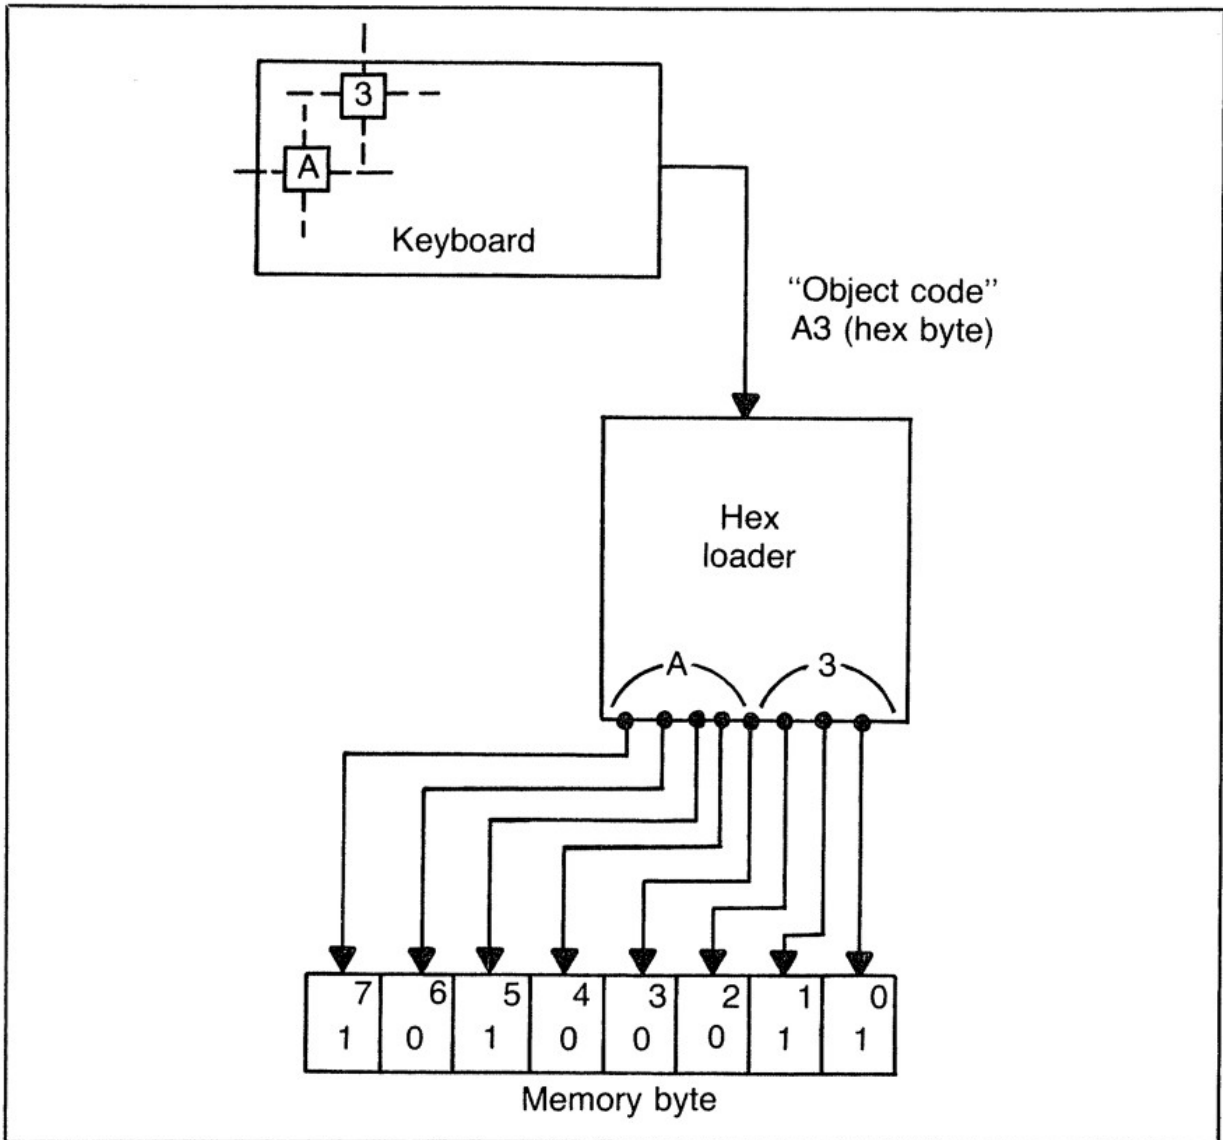 3
A
Keyboard
“Object code”
A3 (hex byte)
Hex
loader
A 3
7 6 5 4 3 2 1 0
1 0 1 0 0 0 1 1
Memory byte